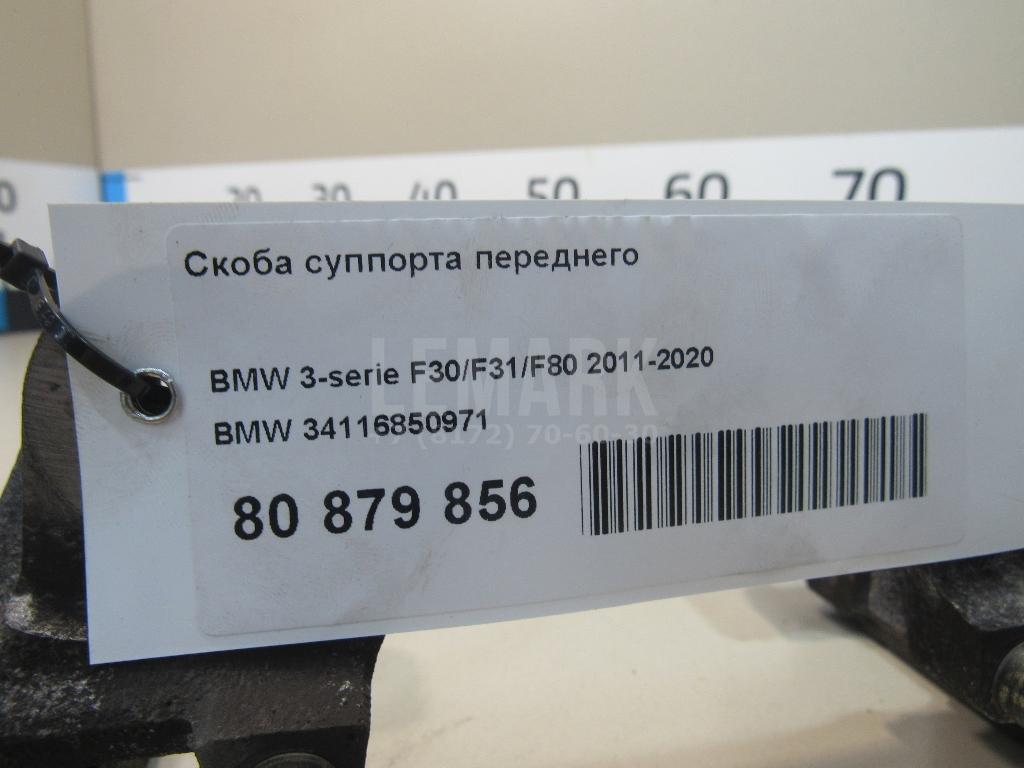 20 30 40 50 60 70
Скоба суппорта переднего
LEMARK
BMW 3-serie F30/F31/F80 2011-2020
BMW 34116850971
+7 (8172) 70-60-30
80 879 856